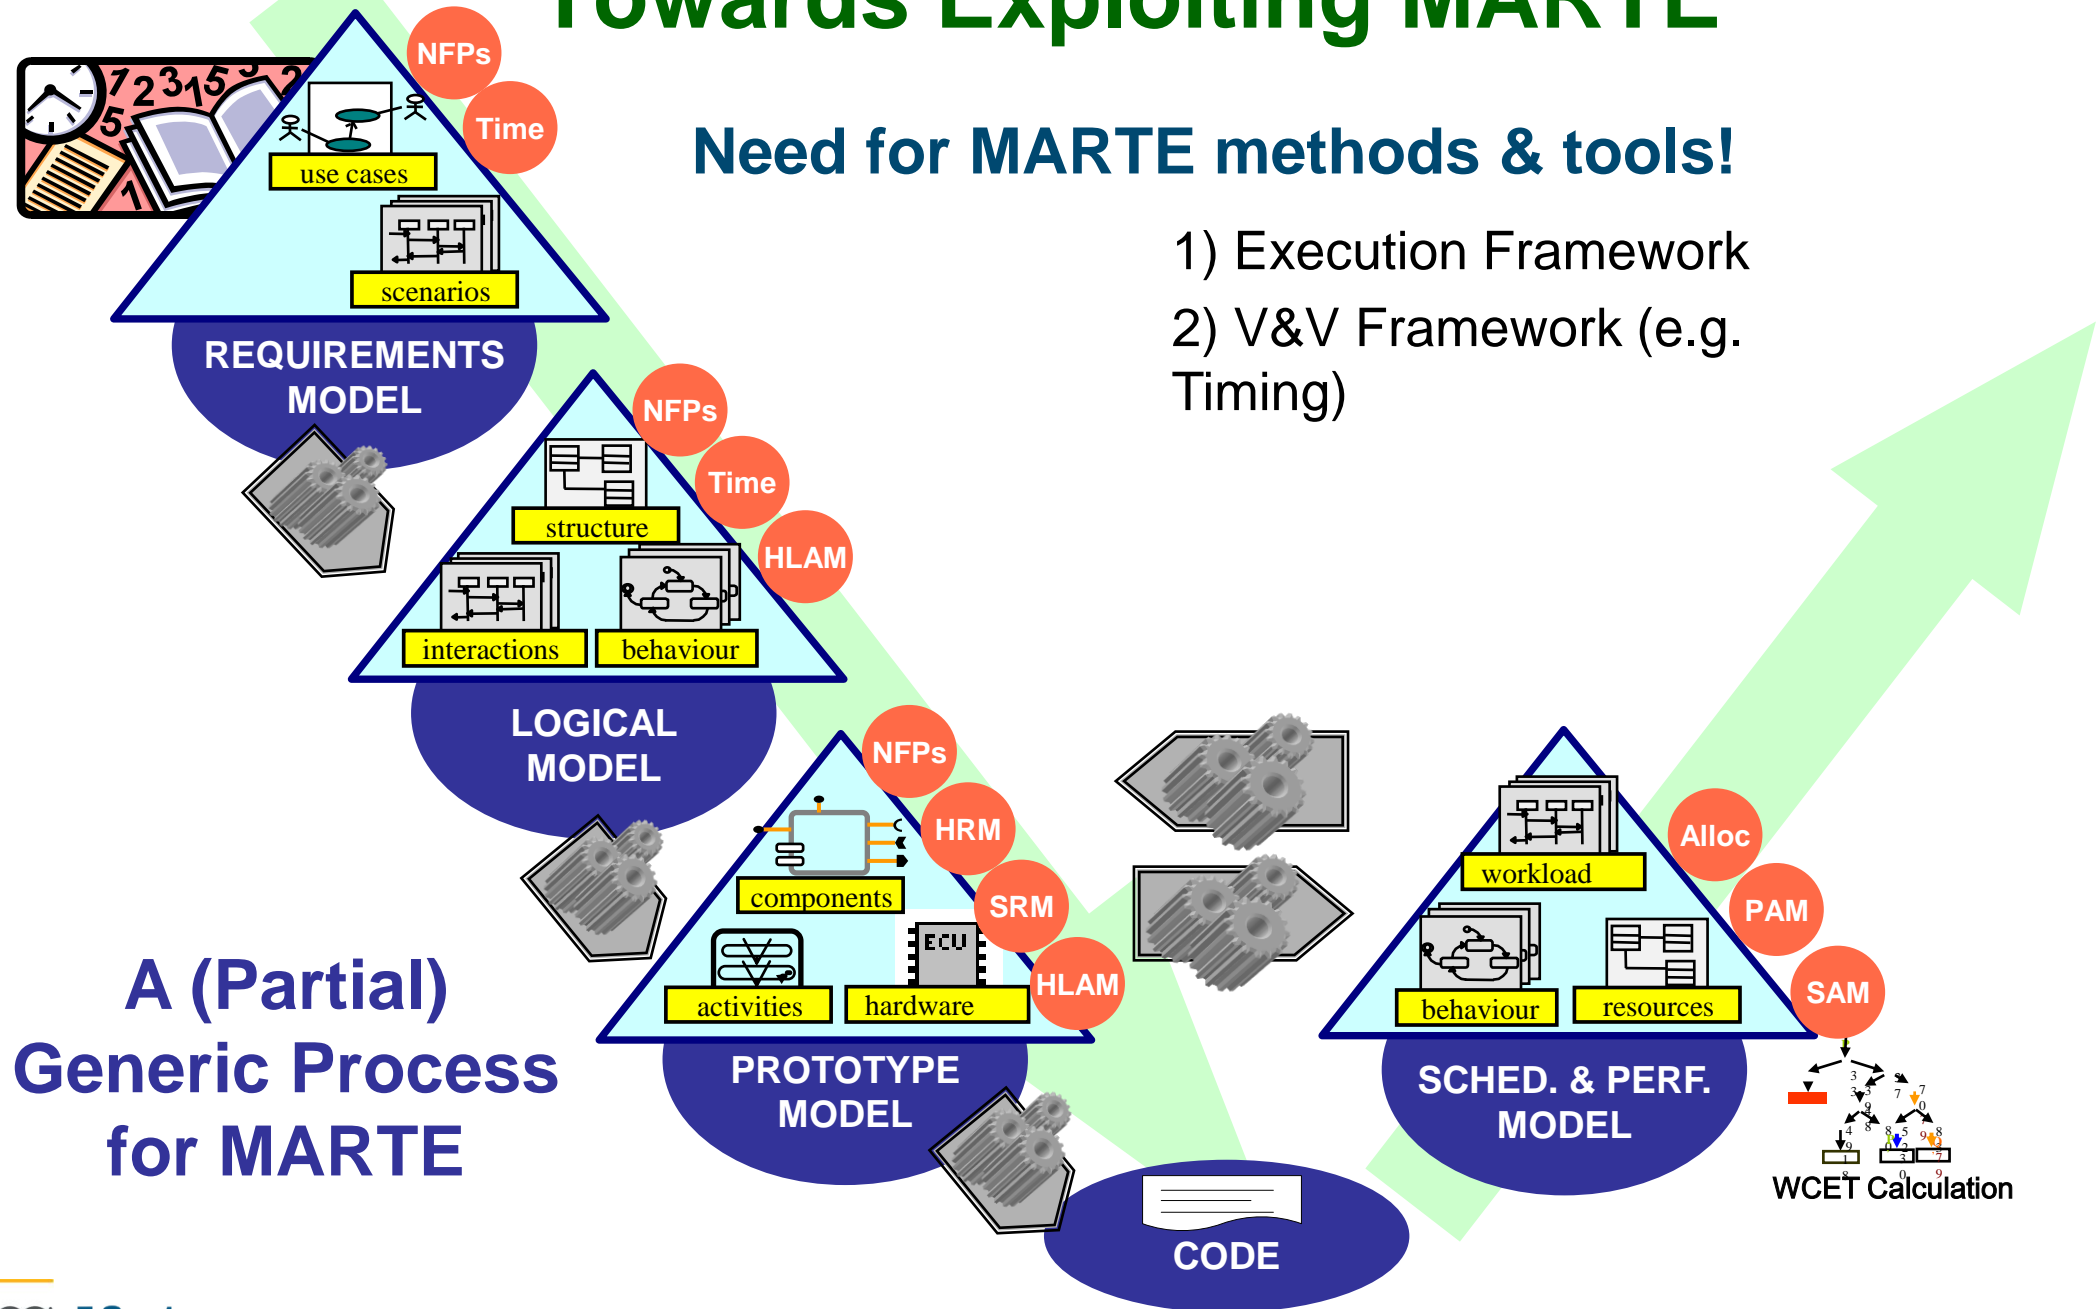 Towards Exploiting MARTE
Need for MARTE methods & tools!
1) Execution Framework
2) V&V Framework (e.g.
Timing)
NFPs
Time
use cases
scenarios
REQUIREMENTS
MODEL
NFPs
Time
HLAM
structure
interactions
behaviour
LOGICAL
MODEL
NFPs
HRM
SRM
HLAM
components
ECU
activities
hardware
PROTOTYPE
MODEL
CODE
Alloc
PAM
SAM
workload
behaviour
resources
SCHED. & PERF.
MODEL
WCET Calculation
A (Partial)
Generic Process
for MARTE